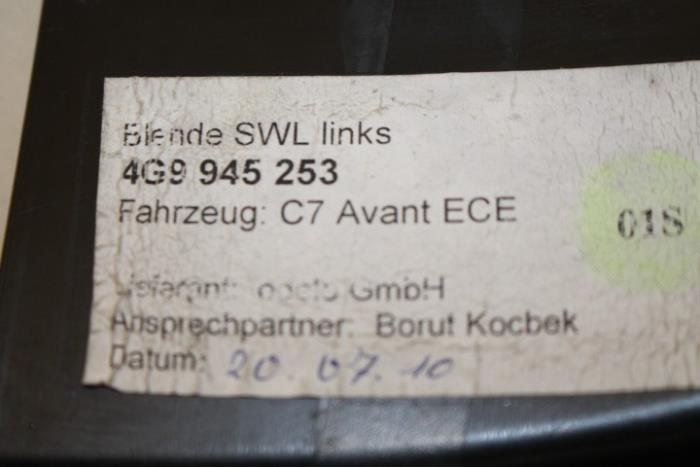 Blende SWL links
4G9 945 253
Fahrzeug: C7 Avant ECE
01S
Lieferant: GmbH
Ansprechpartner: Borut Kocbek
Datum: 20.07.10